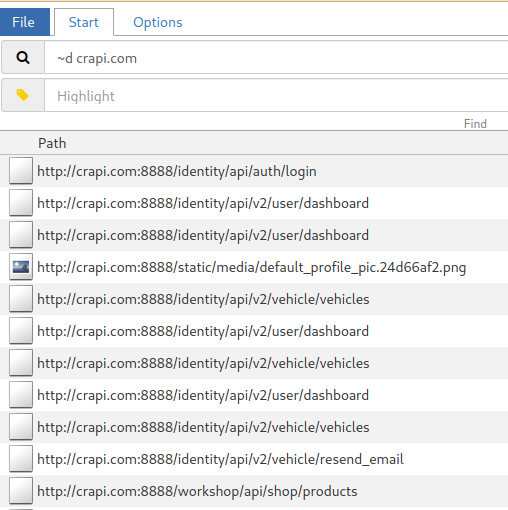 File Start Options
~d crapi.com
Highlight
Find
Path
http://crapi.com:8888/identity/api/auth/login
http://crapi.com:8888/identity/api/v2/user/dashboard
http://crapi.com:8888/identity/api/v2/user/dashboard
http://crapi.com:8888/static/media/default_profile_pic.24d66af2.png
http://crapi.com:8888/identity/api/v2/vehicle/vehicles
http://crapi.com:8888/identity/api/v2/user/dashboard
http://crapi.com:8888/identity/api/v2/vehicle/vehicles
http://crapi.com:8888/identity/api/v2/user/dashboard
http://crapi.com:8888/identity/api/v2/vehicle/vehicles
http://crapi.com:8888/identity/api/v2/vehicle/resend_email
http://crapi.com:8888/workshop/api/shop/products